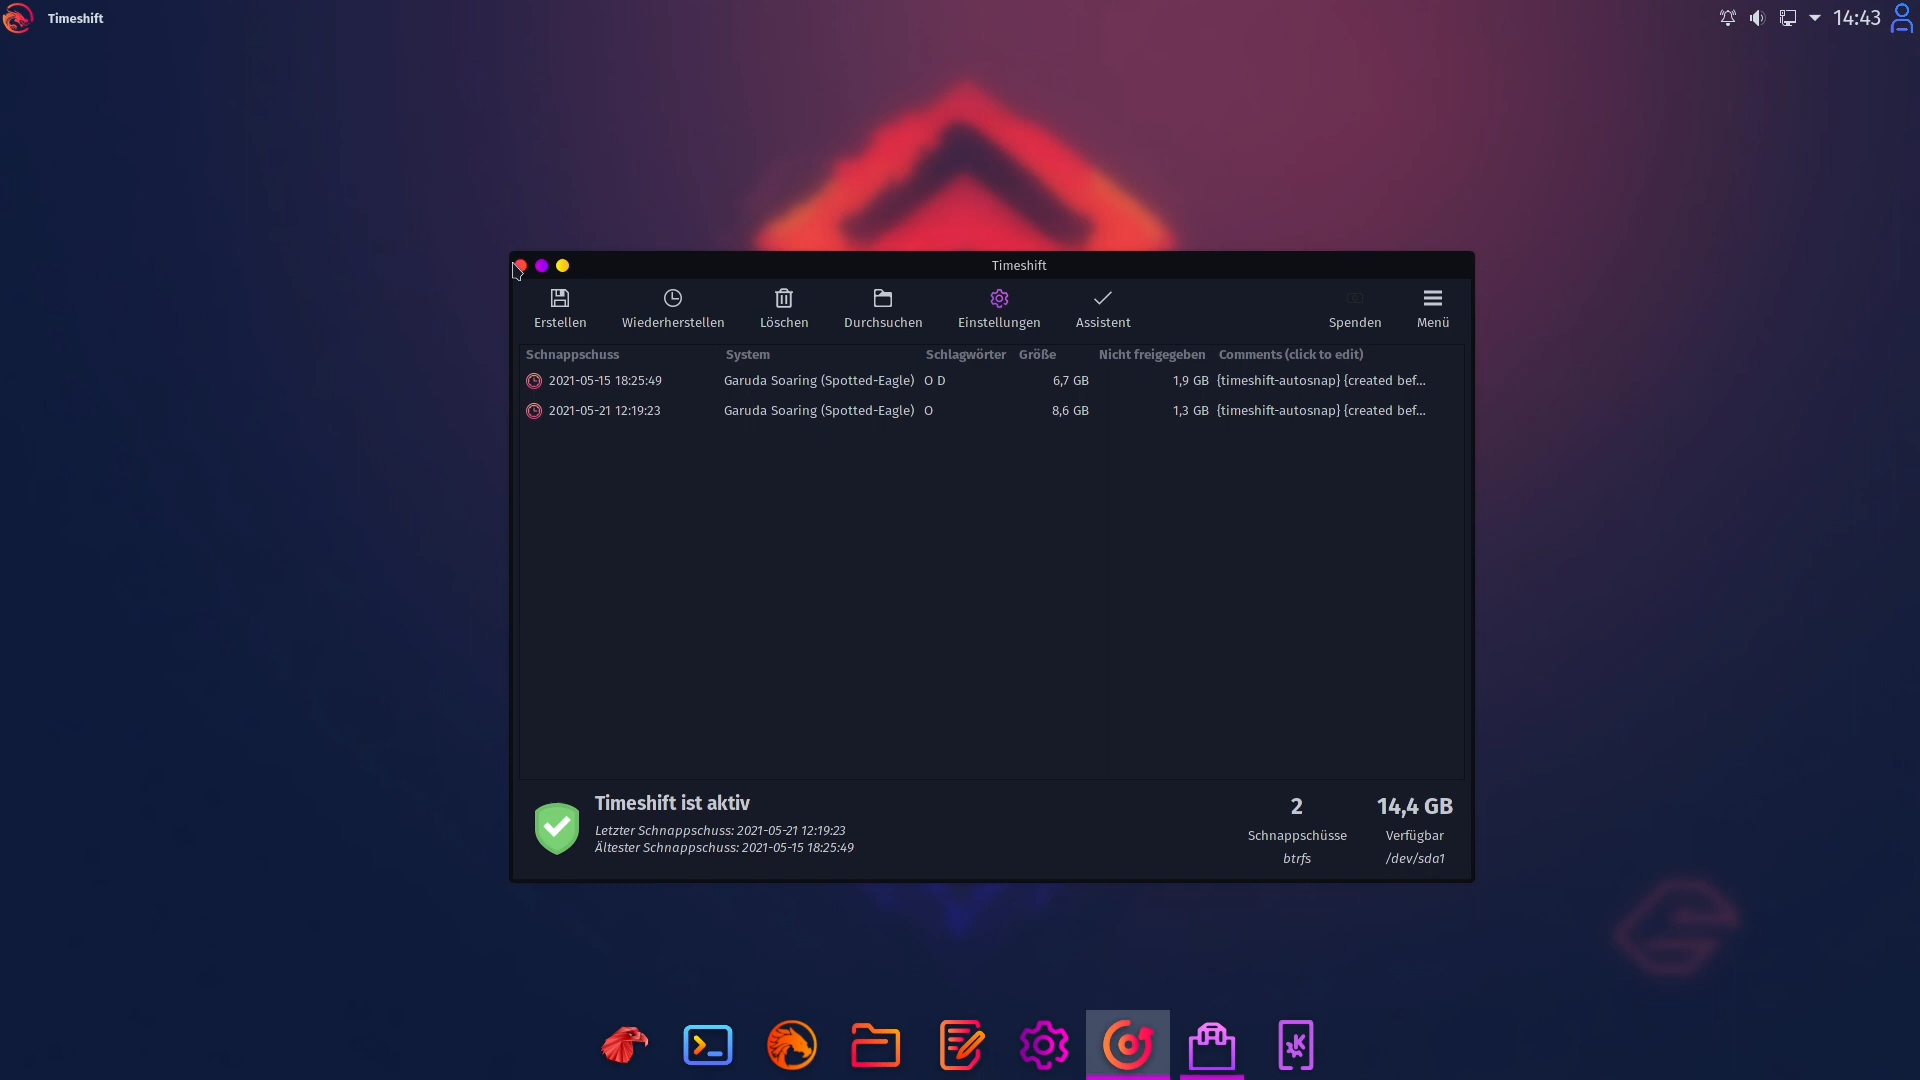 Timeshift
14:43
Timeshift
Erstellen Wiederherstellen Löschen Durchsuchen Einstellungen Assistent Spenden Menü
Schnappschuss System Schlagwörter Größe Nicht freigegeben Comments (click to edit)
2021-05-15 18:25:49 Garuda Soaring (Spotted-Eagle) O D 6,7 GB 1,9 GB {timeshift-autosnap} {created bef...
2021-05-21 12:19:23 Garuda Soaring (Spotted-Eagle) O 8,6 GB 1,3 GB {timeshift-autosnap} {created bef...
Timeshift ist aktiv
Letzter Schnappschuss: 2021-05-21 12:19:23
Ältester Schnappschuss: 2021-05-15 18:25:49
2 14,4 GB
Schnappschüsse Verfügbar
btrfs /dev/sda1